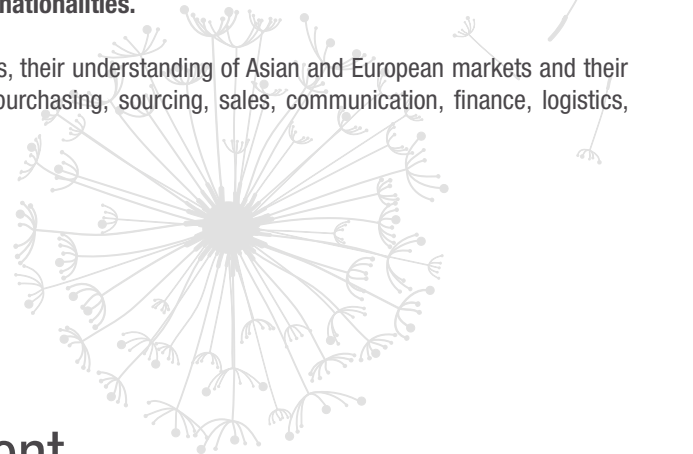 nationalities.
s, their understanding of Asian and European markets and their
purchasing, sourcing, sales, communication, finance, logistics,